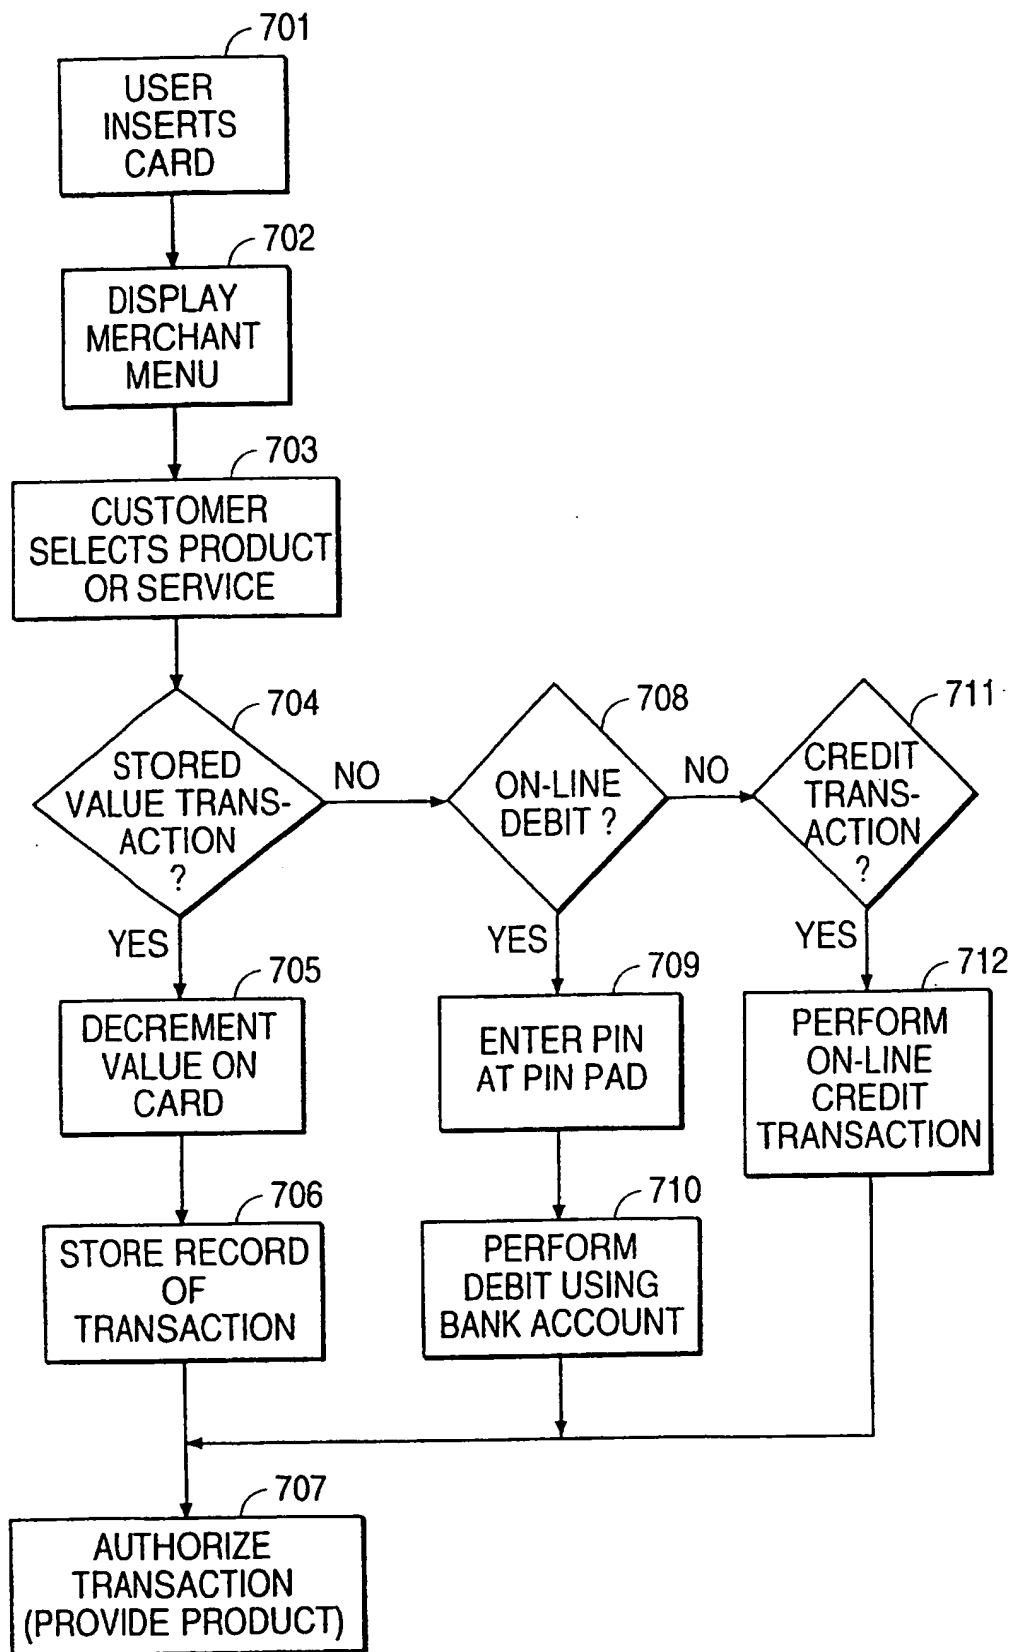 701
USER
INSERTS
CARD
702
DISPLAY
MERCHANT
MENU
703
CUSTOMER
SELECTS PRODUCT
OR SERVICE
704
STORED
VALUE TRANS-
ACTION
?
NO
YES
708
ON-LINE
DEBIT ?
NO
YES
711
CREDIT
TRANS-
ACTION
?
YES
705
DECREMENT
VALUE ON
CARD
709
ENTER PIN
AT PIN PAD
712
PERFORM
ON-LINE
CREDIT
TRANSACTION
706
STORE RECORD
OF
TRANSACTION
710
PERFORM
DEBIT USING
BANK ACCOUNT
707
AUTHORIZE
TRANSACTION
(PROVIDE PRODUCT)